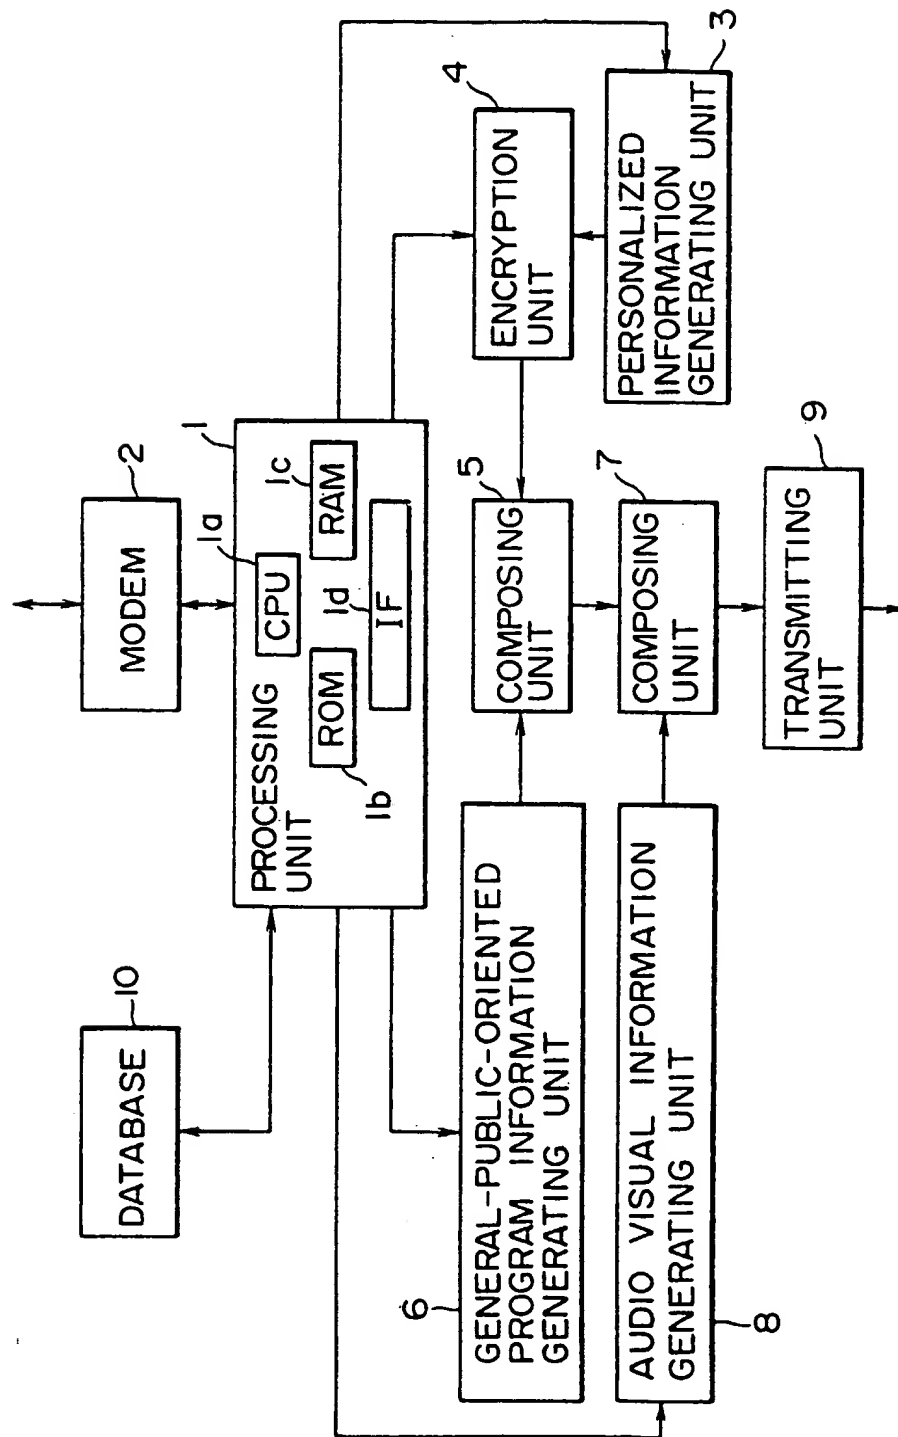 DATABASE
10
MODEM
2
PROCESSING
UNIT
1
CPU
1a
ROM
1b
RAM
1c
IF
1d
GENERAL-PUBLIC-ORIENTED
PROGRAM INFORMATION
GENERATING UNIT
6
COMPOSING
UNIT
5
ENCRYPTION
UNIT
4
AUDIO VISUAL INFORMATION
GENERATING UNIT
8
COMPOSING
UNIT
7
PERSONALIZED
INFORMATION
GENERATING UNIT
3
TRANSMITTING
UNIT
9